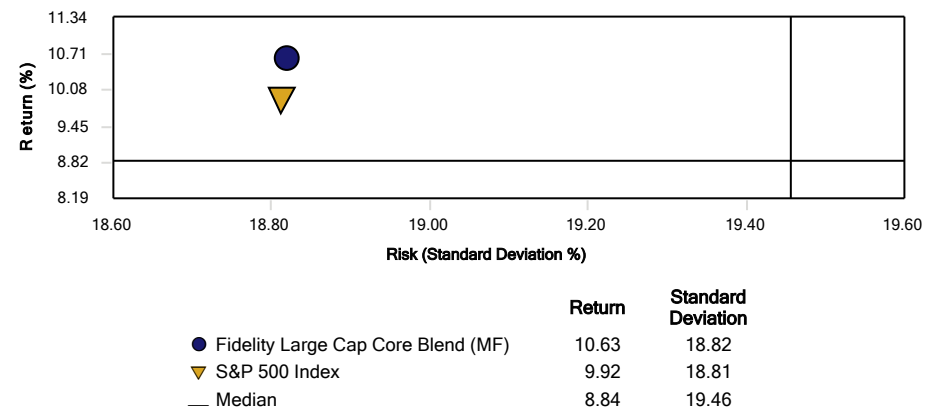 11.34
10.71
10.08
9.45
8.82
8.19
Return (%)
18.60 18.80 19.00 19.20 19.40 19.60
Risk (Standard Deviation %)
Return Standard Deviation
Fidelity Large Cap Core Blend (MF) 10.63 18.82
S&P 500 Index 9.92 18.81
Median 8.84 19.46